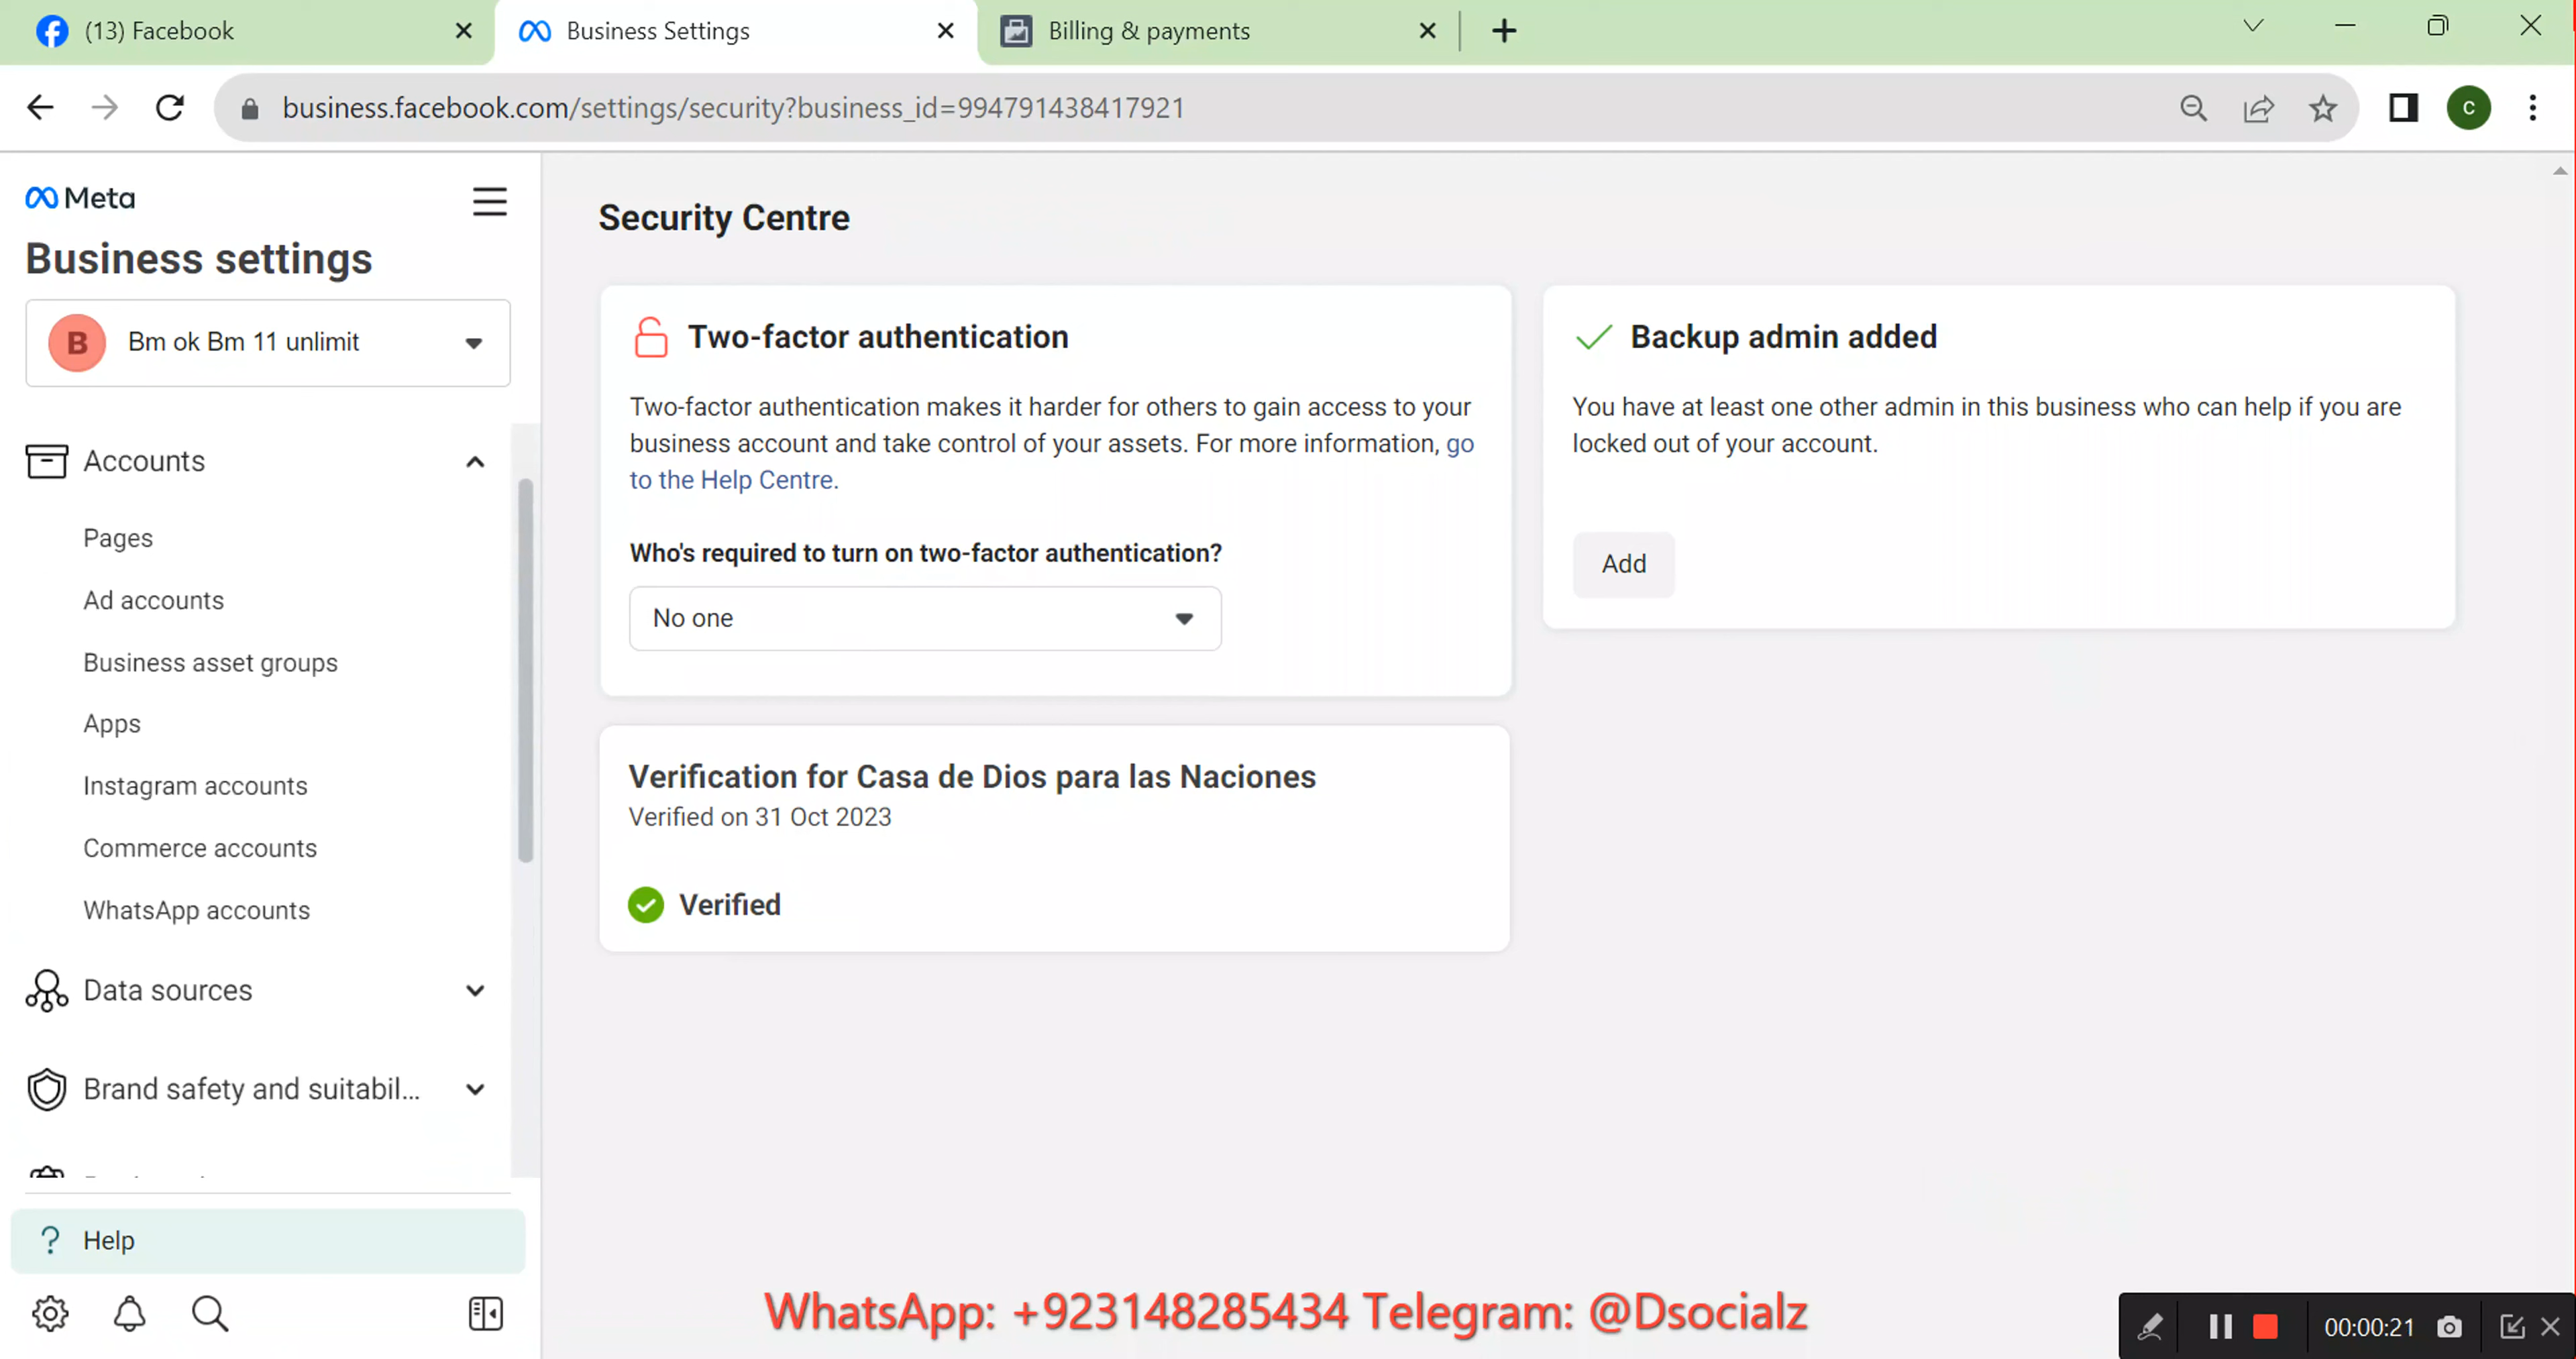 (13) Facebook
Business Settings
Billing & payments
business.facebook.com/settings/security?business_id=994791438417921
C
Meta
Business settings
B
Bm ok Bm 11 unlimit
Accounts
Pages
Ad accounts
Business asset groups
Apps
Instagram accounts
Commerce accounts
WhatsApp accounts
Data sources
Brand safety and suitabil...
Help
Security Centre
Two-factor authentication
Two-factor authentication makes it harder for others to gain access to your
business account and take control of your assets. For more information, go
to the Help Centre.
Who's required to turn on two-factor authentication?
No one
Backup admin added
You have at least one other admin in this business who can help if you are
locked out of your account.
Add
Verification for Casa de Dios para las Naciones
Verified on 31 Oct 2023
Verified
WhatsApp: +923148285434 Telegram: @Dsocialz
00:00:21